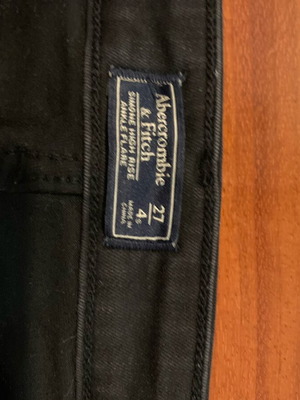 Abercrombie
& Fitch
SIMONE HIGH RISE
ANKLE FLARE
27
4 S
MADE IN
CHINA